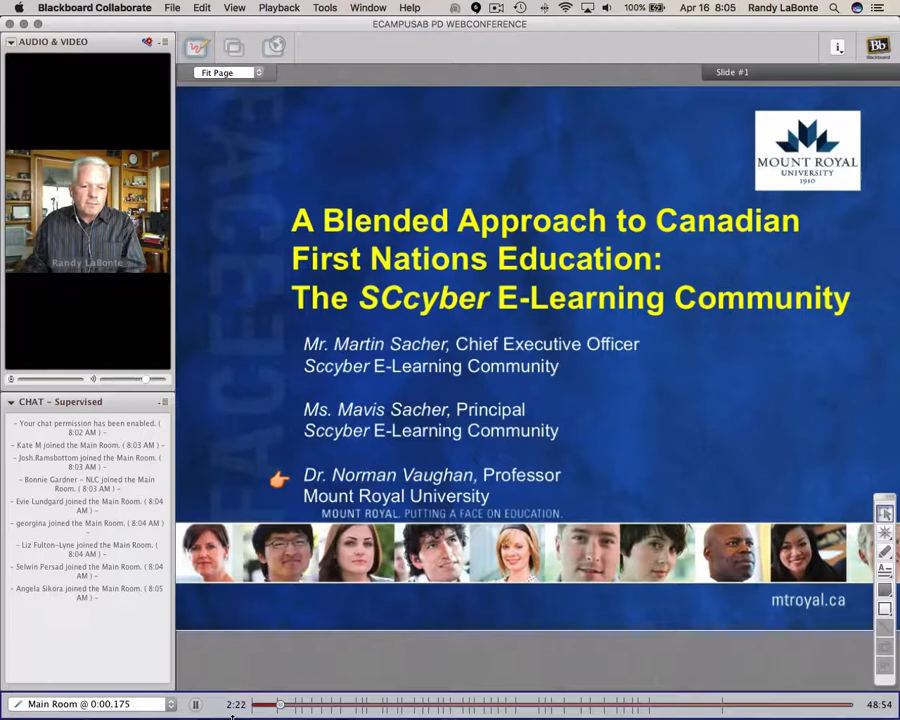 Blackboard Collaborate File Edit View Playback Tools Window Help 100% Apr 16 8:05 Randy LaBonte
ECAMPUSAB PD WEBCONFERENCE
AUDIO & VIDEO
Randy LaBonte
CHAT - Supervised
- Your chat permission has been enabled. (
8:02 AM ) -
- Kate M joined the Main Room. ( 8:03 AM ) -
- Josh.Ramsbottom joined the Main Room. (
8:03 AM ) -
- Bonnie Gardner - NLC joined the Main
Room. ( 8:03 AM ) -
- Evie Lundgard joined the Main Room. ( 8:04
AM ) -
- georgina joined the Main Room. ( 8:04 AM )
-
- Liz Fulton-Lyne joined the Main Room. (
8:04 AM ) -
- Selwin Persad joined the Main Room. ( 8:04
AM ) -
- Angela Sikora joined the Main Room. ( 8:05
AM ) -
Fit Page
Slide #1
i
Bb
Blackboard
FACE
MOUNT ROYAL
UNIVERSITY
1910
A Blended Approach to Canadian
First Nations Education:
The SCcyber E-Learning Community
Mr. Martin Sacher, Chief Executive Officer
Sccyber E-Learning Community
Ms. Mavis Sacher, Principal
Sccyber E-Learning Community
Dr. Norman Vaughan, Professor
Mount Royal University
MOUNT ROYAL. PUTTING A FACE ON EDUCATION.
mtroyal.ca
A
Main Room @ 0:00.175
2:22
48:54